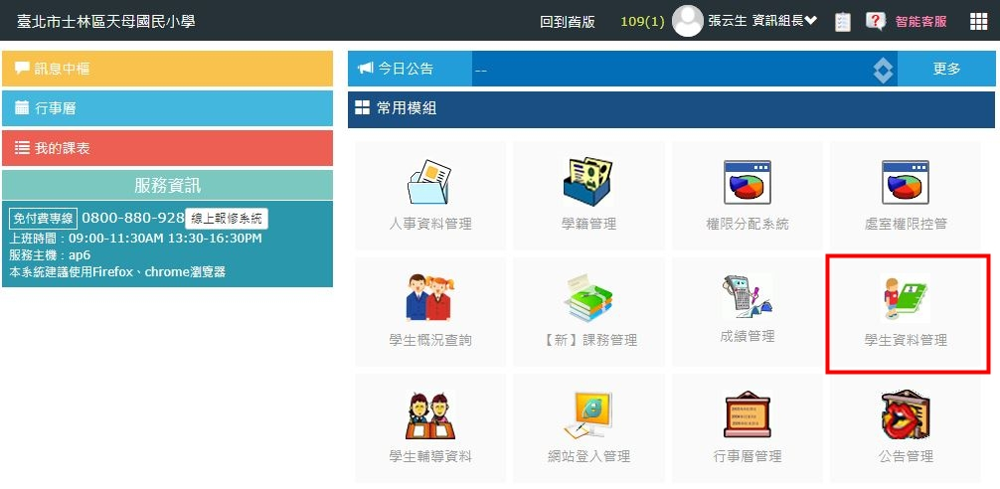 臺北市士林區天母國民小學
回到舊版
109(1)
張云生 資訊組長
智能客服
訊息中樞
行事曆
我的課表
服務資訊
免付費專線 0800-880-928 線上報修系統
上班時間：09:00-11:30AM 13:30-16:30PM
服務主機：ap6
本系統建議使用Firefox、chrome瀏覽器
今日公告
--
更多
常用模組
人事資料管理
學籍管理
權限分配系統
處室權限控管
學生概況查詢
【新】課務管理
成績管理
學生資料管理
學生輔導資料
網站登入管理
行事曆管理
公告管理